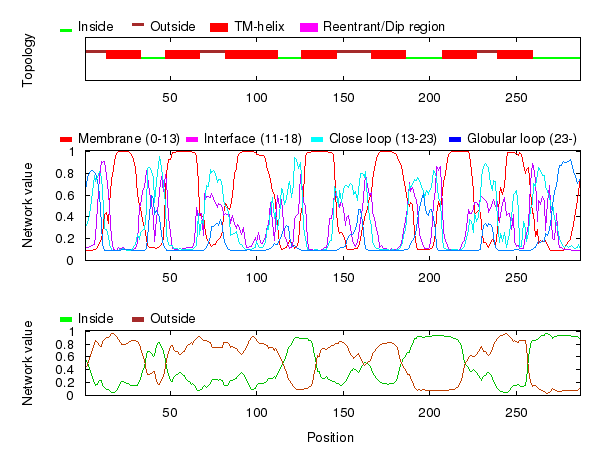 Inside Outside TM-helix Reentrant/Dip region
Topology
50 100 150 200 250
Membrane (0-13) Interface (11-18) Close loop (13-23) Globular loop (23-)
Network value
1
0.8
0.6
0.4
0.2
0
50 100 150 200 250
Inside Outside
Network value
1
0.8
0.6
0.4
0.2
0
50 100 150 200 250
Position